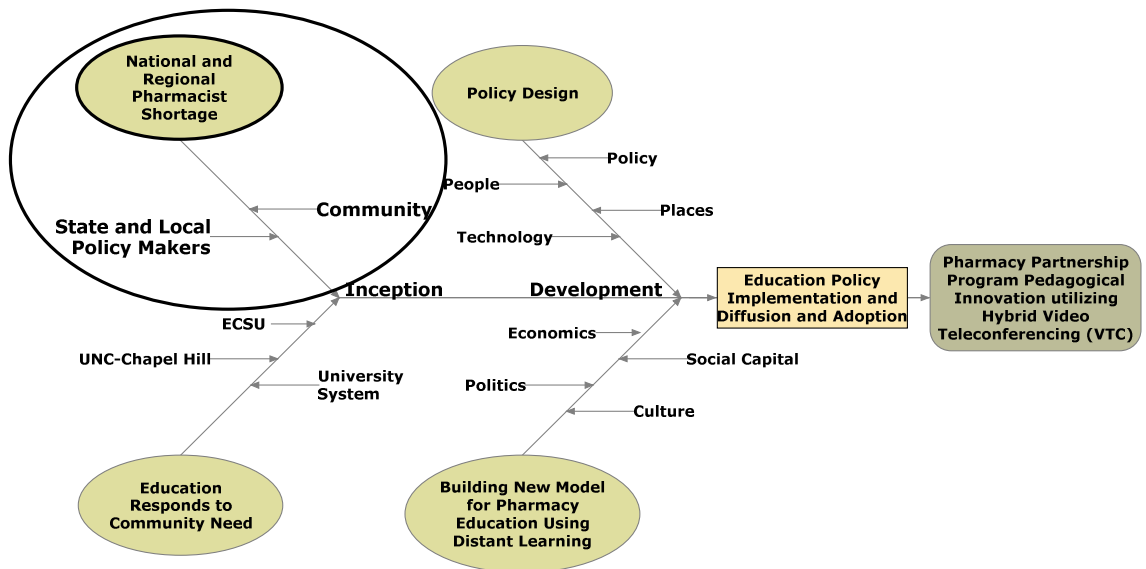 National and
Regional
Pharmacist
Shortage
Policy Design
Policy
People
Places
Technology
Community
State and Local
Policy Makers
Inception
Development
Education Policy
Implementation and
Diffusion and Adoption
Pharmacy Partnership
Program Pedagogical
Innovation utilizing
Hybrid Video
Teleconferencing (VTC)
ECSU
UNC-Chapel Hill
University
System
Economics
Social Capital
Politics
Culture
Education
Responds to
Community Need
Building New Model
for Pharmacy
Education Using
Distant Learning